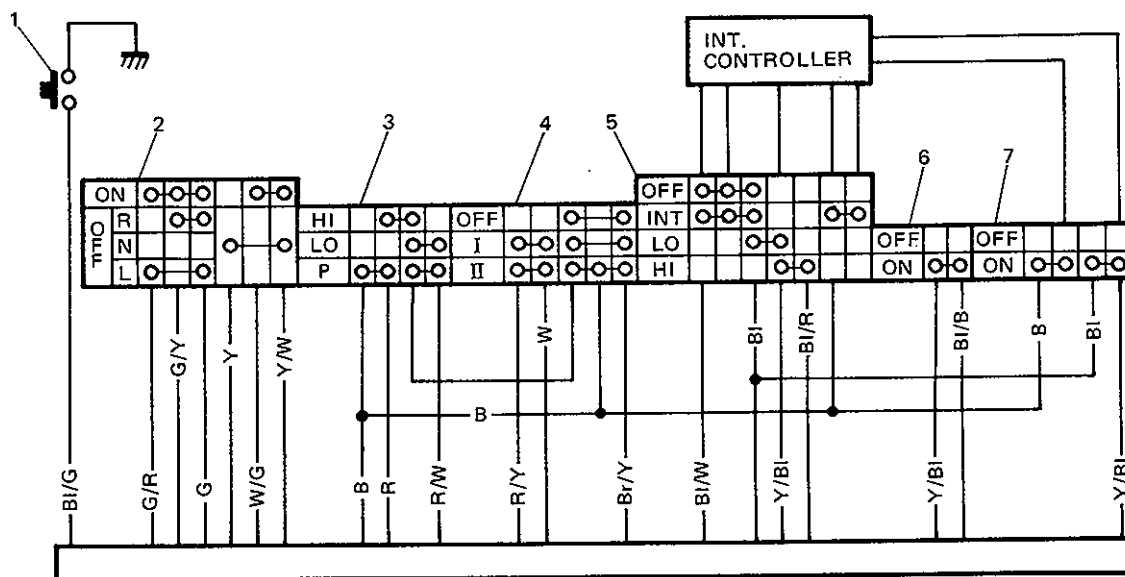 1
INT.
CONTROLLER
2
3
4
5
6
7
ON
OFF
R
N
L
HI
LO
P
OFF
I
II
OFF
INT
LO
HI
OFF
ON
OFF
ON
G/Y
Y
Y/W
W
Bl
Bl/R
Bl/B
B
Bl
B
Bl/G
G/R
G
W/G
B
R
R/W
R/Y
Br/Y
Bl/W
Y/Bl
Y/Bl
Y/Bl